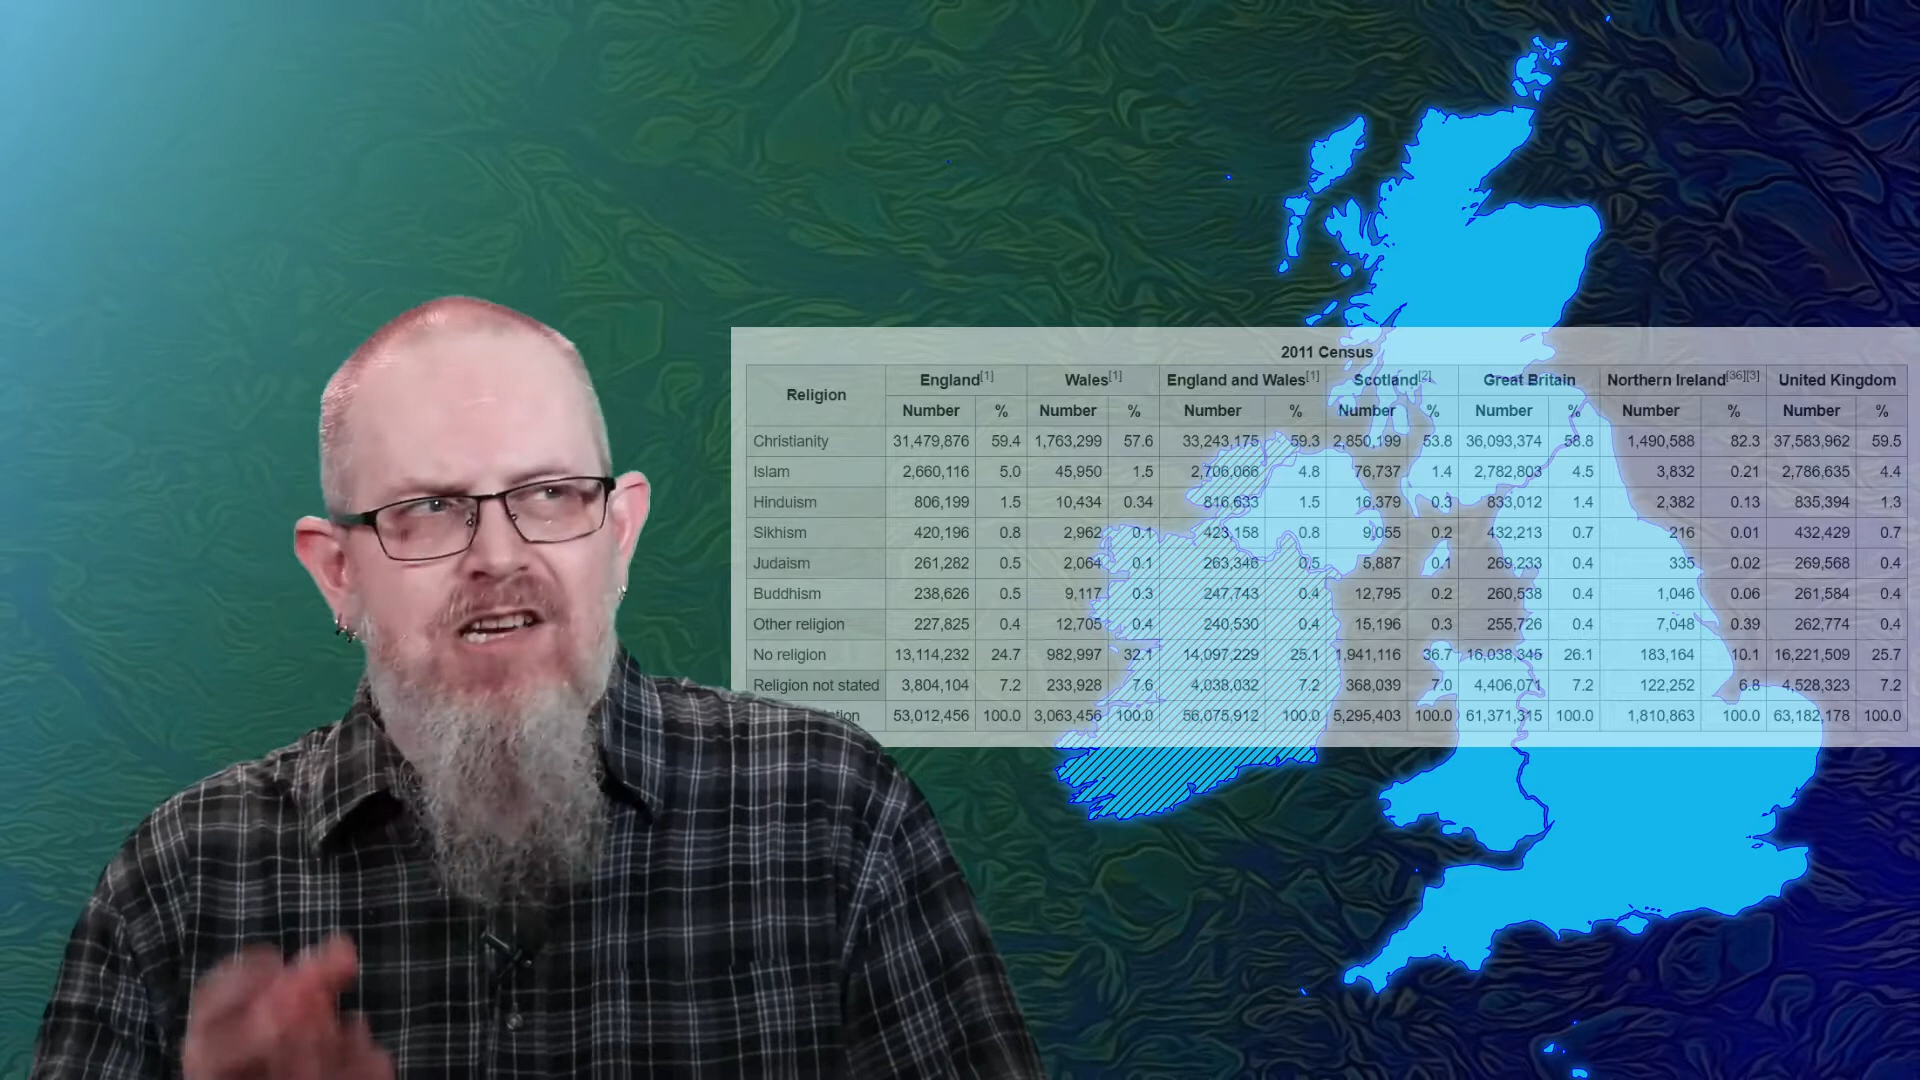 2011 Census
Religion England[1] Wales[1] England and Wales[1] Scotland[2] Great Britain Northern Ireland[36][3] United Kingdom
Number % Number % Number % Number % Number % Number % Number %
Christianity 31,479,876 59.4 1,763,299 57.6 33,243,175 59.3 2,850,199 53.8 36,093,374 58.8 1,490,588 82.3 37,583,962 59.5
Islam 2,660,116 5.0 45,950 1.5 2,706,066 4.8 76,737 1.4 2,782,803 4.5 3,832 0.21 2,786,635 4.4
Hinduism 806,199 1.5 10,434 0.34 816,633 1.5 16,379 0.3 833,012 1.4 2,382 0.13 835,394 1.3
Sikhism 420,196 0.8 2,962 0.1 423,158 0.8 9,055 0.2 432,213 0.7 216 0.01 432,429 0.7
Judaism 261,282 0.5 2,064 0.1 263,346 0.5 5,887 0.1 269,233 0.4 335 0.02 269,568 0.4
Buddhism 238,626 0.5 9,117 0.3 247,743 0.4 12,795 0.2 260,538 0.4 1,046 0.06 261,584 0.4
Other religion 227,825 0.4 12,705 0.4 240,530 0.4 15,196 0.3 255,726 0.4 7,048 0.39 262,774 0.4
No religion 13,114,232 24.7 982,997 32.1 14,097,229 25.1 1,941,116 36.7 16,038,345 26.1 183,164 10.1 16,221,509 25.7
Religion not stated 3,804,104 7.2 233,928 7.6 4,038,032 7.2 368,039 7.0 4,406,071 7.2 122,252 6.8 4,528,323 7.2
53,012,456 100.0 3,063,456 100.0 56,075,912 100.0 5,295,403 100.0 61,371,315 100.0 1,810,863 100.0 63,182,178 100.0